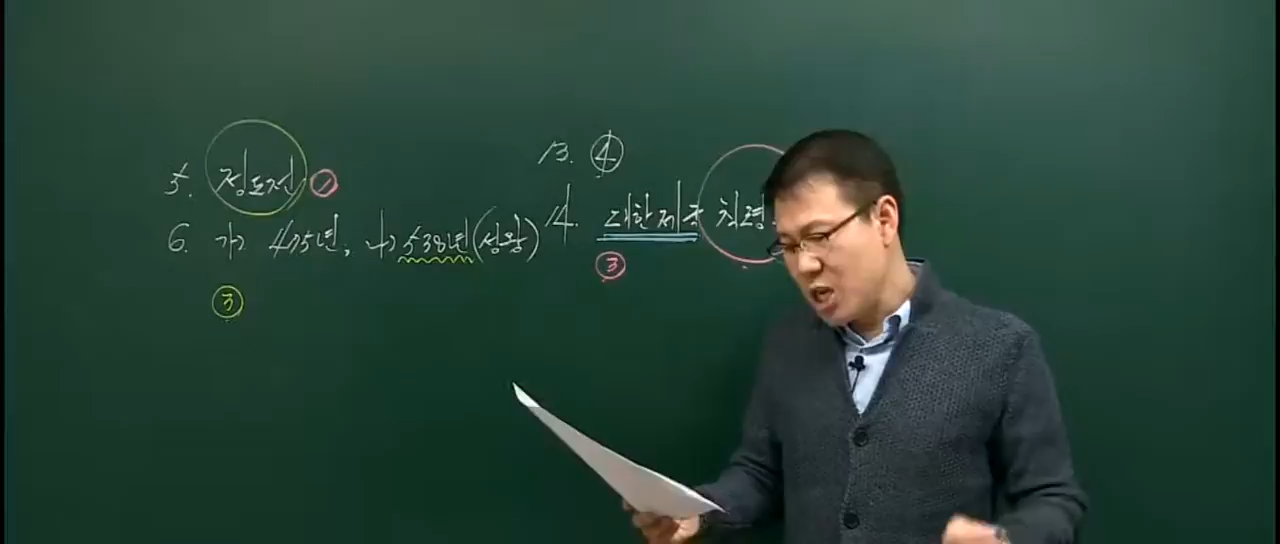 5. 정도전 ①
6. 가) 475년, 나) 538년(성왕)
③
13. ④
14. 대한제국 칙령
③